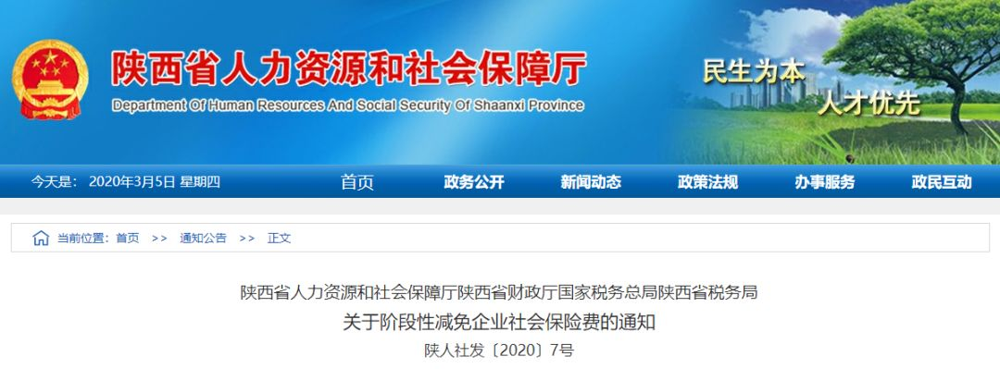 陕西省人力资源和社会保障厅
Department Of Human Resources And Social Security Of Shaanxi Province
民生为本
人才优先
今天是： 2020年3月5日 星期四 首页 政务公开 新闻动态 政策法规 办事服务 政民互动
当前位置：首页 >> 通知公告 >> 正文
陕西省人力资源和社会保障厅陕西省财政厅国家税务总局陕西省税务局
关于阶段性减免企业社会保险费的通知
陕人社发〔2020〕7号